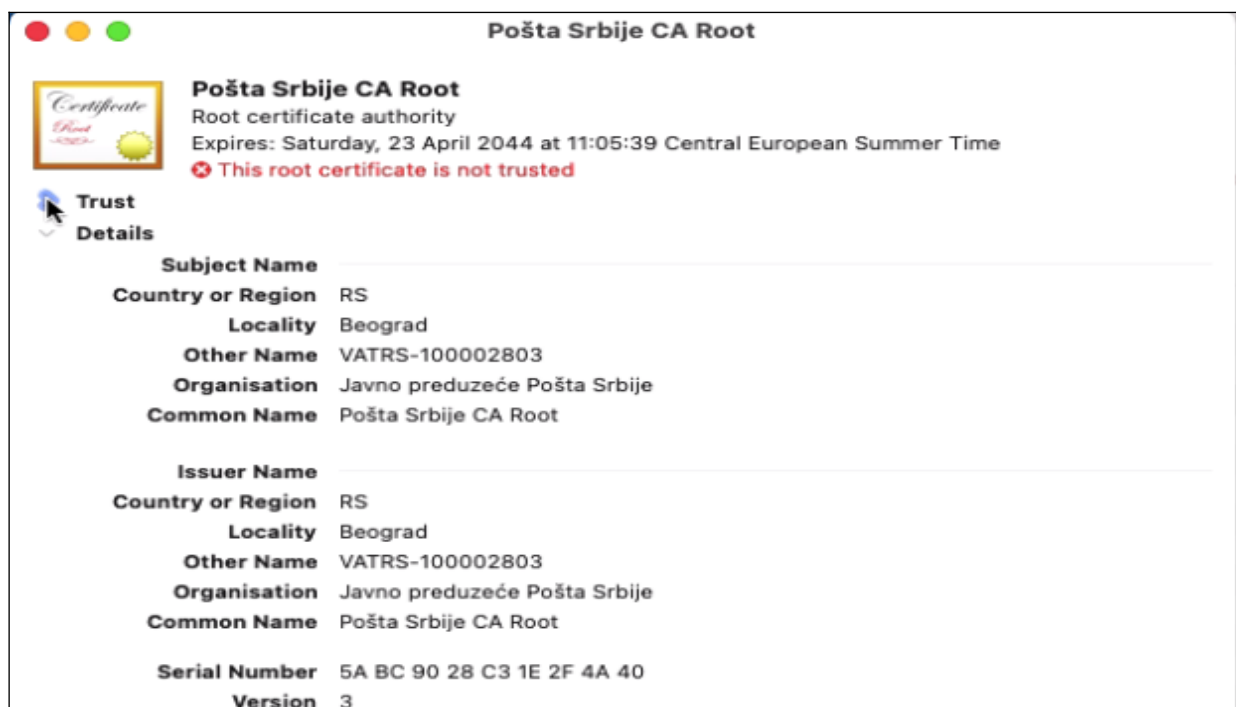 Pošta Srbije CA Root
Certificate
Root
Pošta Srbije CA Root
Root certificate authority
Expires: Saturday, 23 April 2044 at 11:05:39 Central European Summer Time
This root certificate is not trusted
Trust
Details
Subject Name
Country or Region RS
Locality Beograd
Other Name VATRS-100002803
Organisation Javno preduzeće Pošta Srbije
Common Name Pošta Srbije CA Root
Issuer Name
Country or Region RS
Locality Beograd
Other Name VATRS-100002803
Organisation Javno preduzeće Pošta Srbije
Common Name Pošta Srbije CA Root
Serial Number 5A BC 90 28 C3 1E 2F 4A 40
Version 3